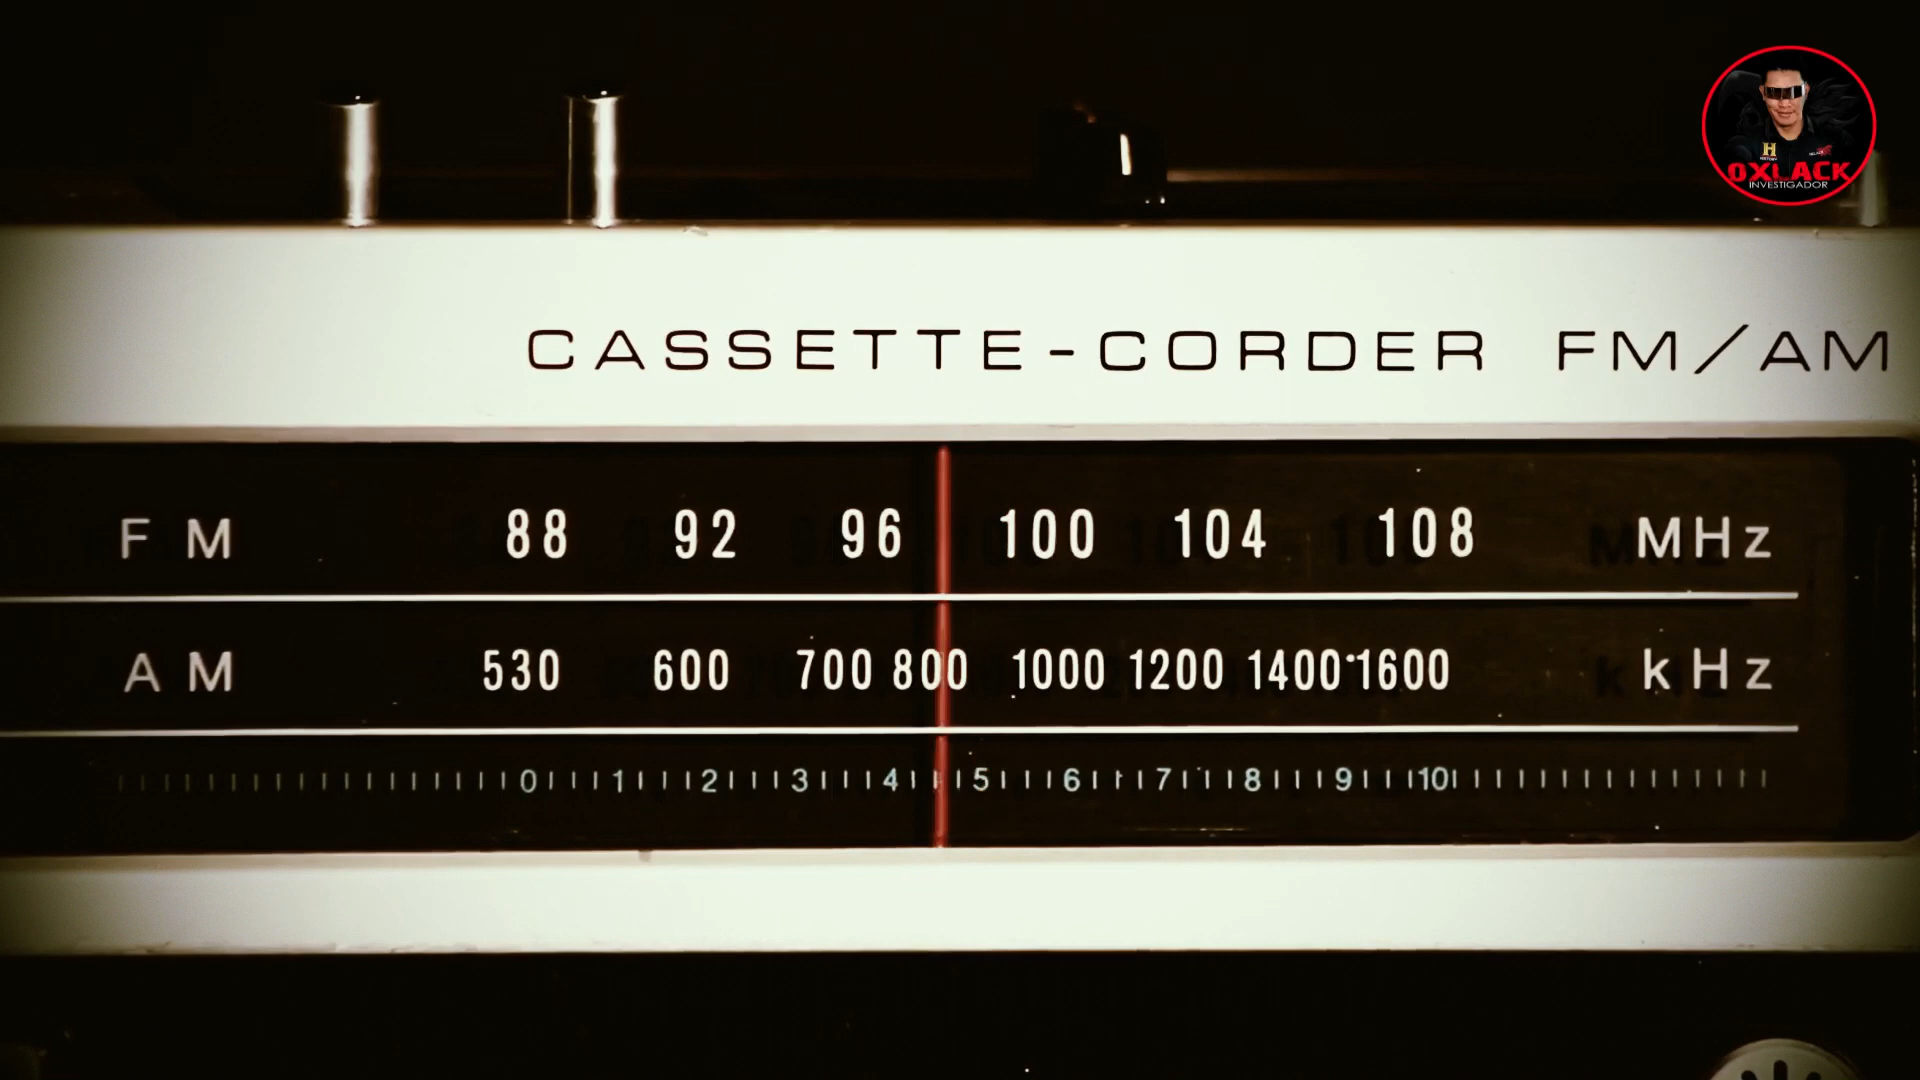 H
OXLACK
INVESTIGADOR
CASSETTE-CORDER FM/AM
FM 88 92 96 100 104 108 MHz
AM 530 600 700 800 1000 1200 1400 1600 kHz
0 1 2 3 4 5 6 7 8 9 10